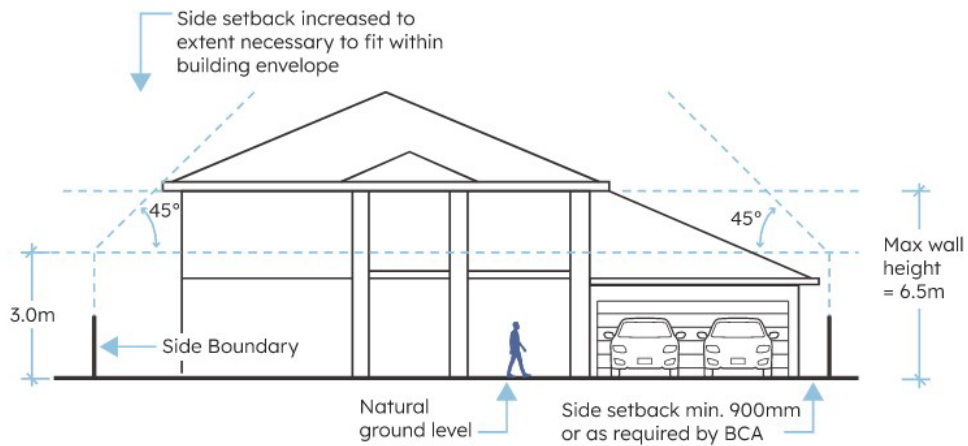 Side setback increased to
extent necessary to fit within
building envelope
45°
45°
Max wall
height
= 6.5m
3.0m
Side Boundary
Natural
ground level
Side setback min. 900mm
or as required by BCA